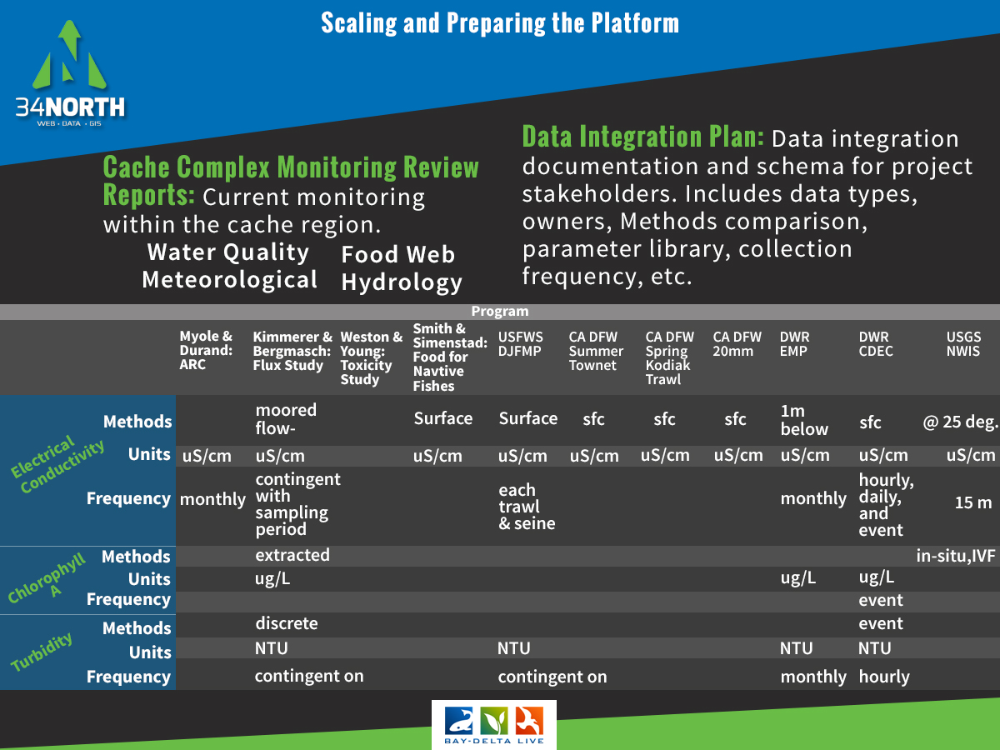 Scaling and Preparing the Platform
34NORTH
WEB • DATA • GIS
Cache Complex Monitoring Review
Reports: Current monitoring
within the cache region.
Water Quality
Meteorological
Food Web
Hydrology
Data Integration Plan: Data integration
documentation and schema for project
stakeholders. Includes data types,
owners, Methods comparison,
parameter library, collection
frequency, etc.
Program
Myole &
Durand:
ARC
Kimmerer &
Bergmasch:
Flux Study
Weston &
Young:
Toxicity
Study
Smith &
Simenstad:
Food for
Navtive
Fishes
USFWS
DJFMP
CA DFW
Summer
Townet
CA DFW
Spring
Kodiak
Trawl
CA DFW
20mm
DWR
EMP
DWR
CDEC
USGS
NWIS
Electrical
Conductivity
Methods
moored
flow-
Surface
Surface
sfc
sfc
sfc
1m
below
sfc
@ 25 deg.
Units
uS/cm
uS/cm
uS/cm
uS/cm
uS/cm
uS/cm
uS/cm
uS/cm
uS/cm
uS/cm
Frequency
monthly
contingent
with
sampling
period
each
trawl
& seine
monthly
hourly,
daily,
and
event
15 m
Chlorophyll
A
Methods
extracted
in-situ,IVF
Units
ug/L
ug/L
ug/L
Frequency
event
Turbidity
Methods
discrete
event
Units
NTU
NTU
NTU
NTU
Frequency
contingent on
contingent on
monthly
hourly
BAY-DELTA LIVE